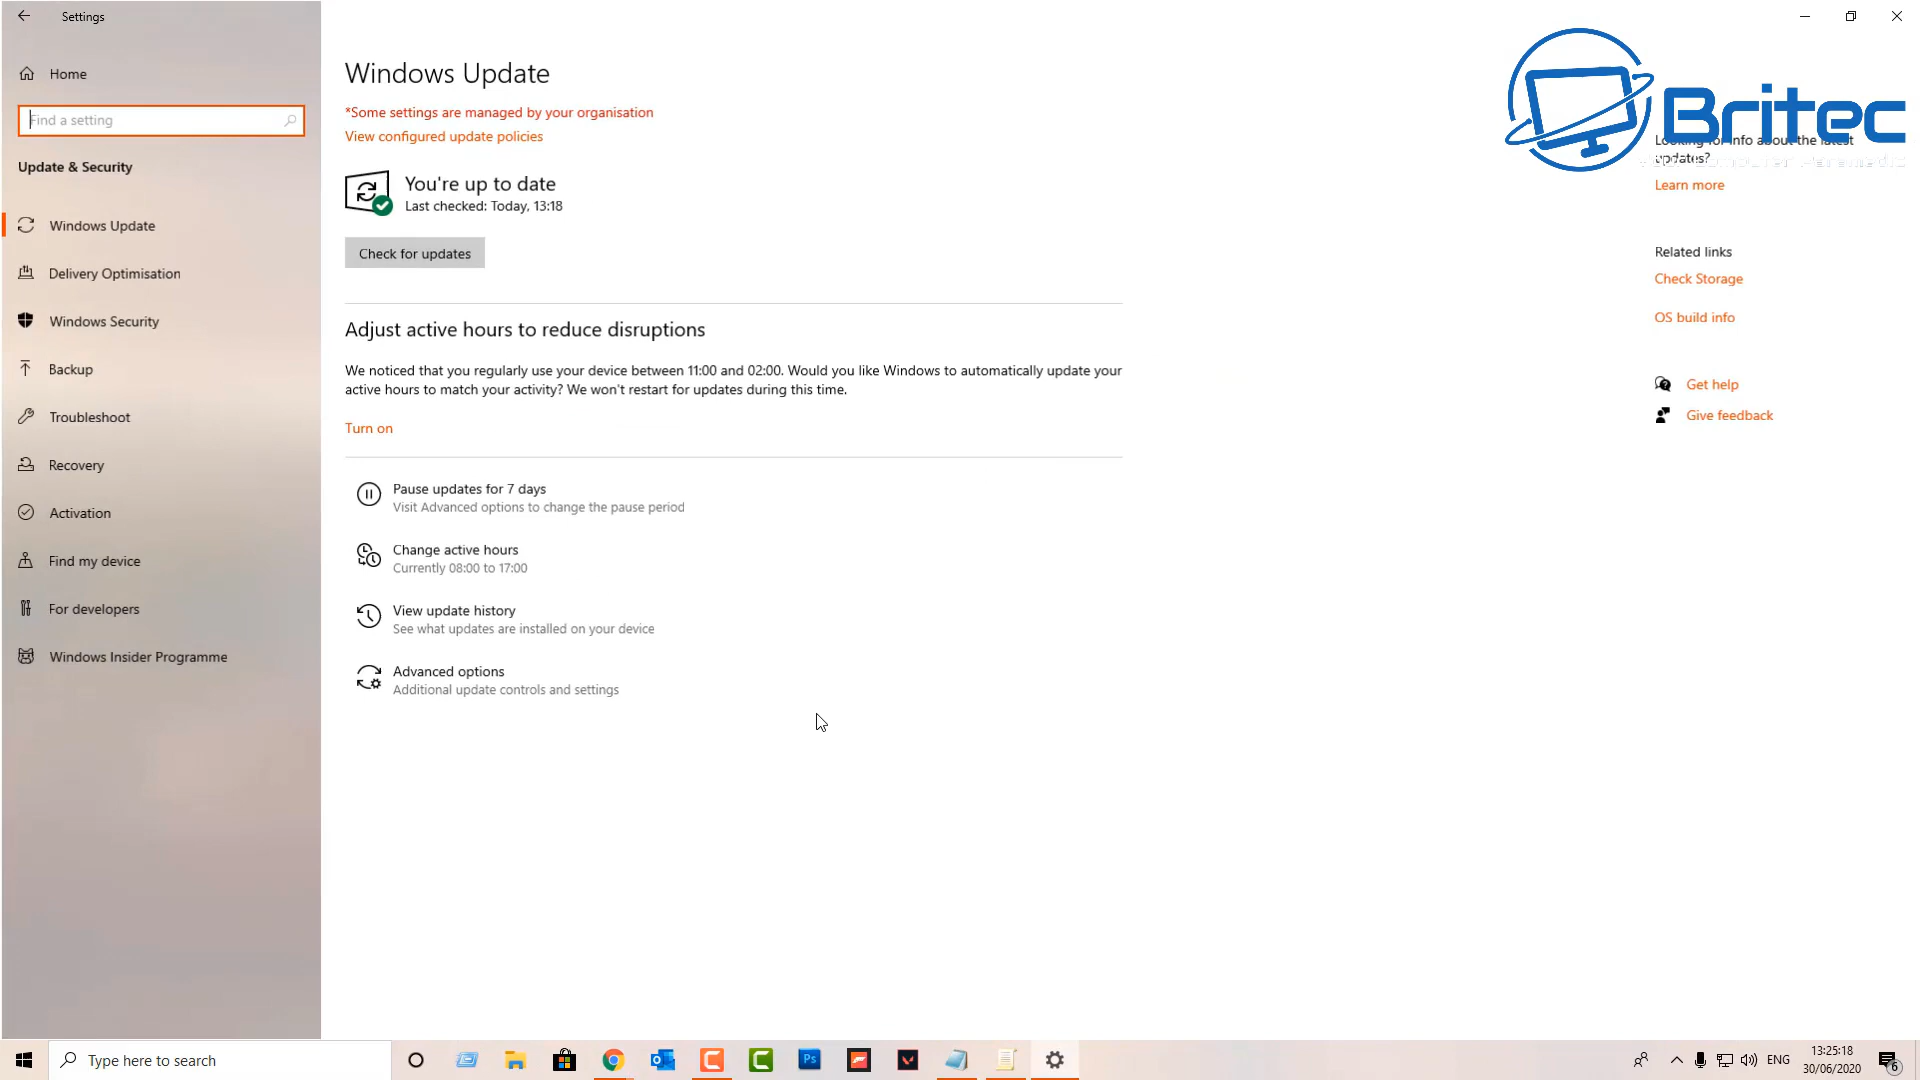 Settings
Home
Find a setting
Update & Security
Windows Update
Delivery Optimisation
Windows Security
Backup
Troubleshoot
Recovery
Activation
Find my device
For developers
Windows Insider Programme
Windows Update
*Some settings are managed by your organisation
View configured update policies
You're up to date
Last checked: Today, 13:18
Check for updates
Adjust active hours to reduce disruptions
We noticed that you regularly use your device between 11:00 and 02:00. Would you like Windows to automatically update your
active hours to match your activity? We won't restart for updates during this time.
Turn on
Pause updates for 7 days
Visit Advanced options to change the pause period
Change active hours
Currently 08:00 to 17:00
View update history
See what updates are installed on your device
Advanced options
Additional update controls and settings
Britec
Looking for info about the latest
updates?
Learn more
Related links
Check Storage
OS build info
Get help
Give feedback
Type here to search
Ps
ENG
13:25:18
30/06/2020
6